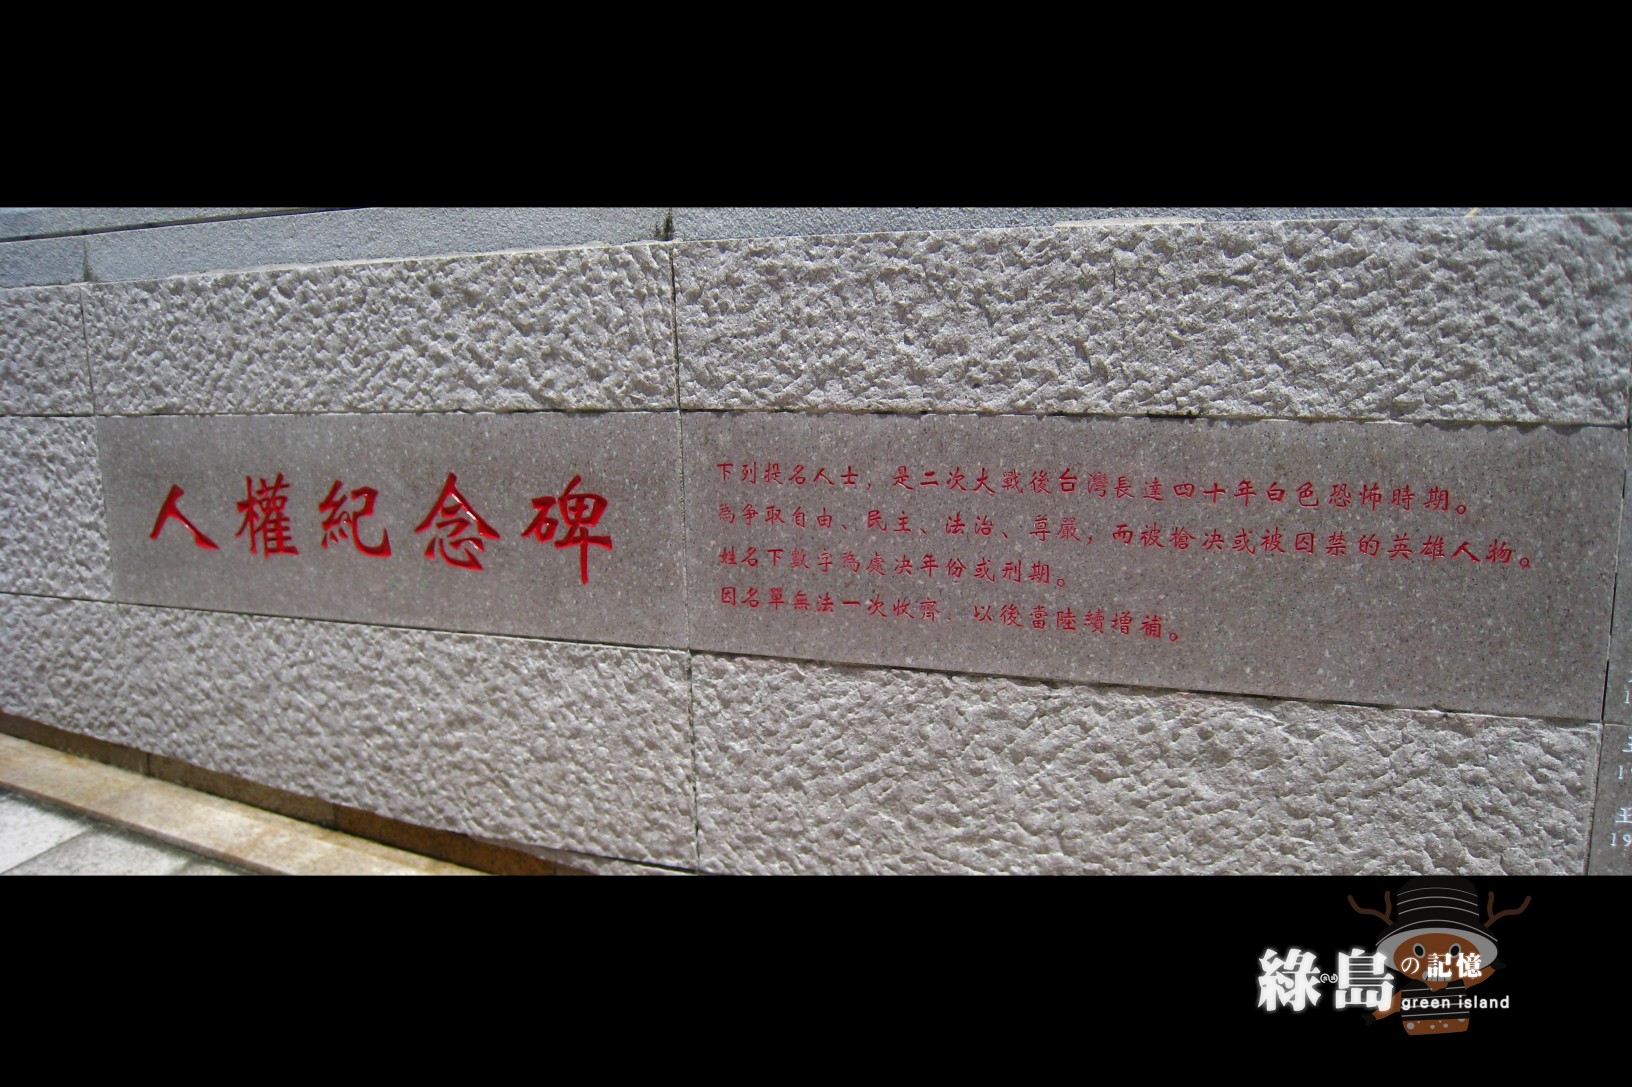 人權紀念碑
下列提名人士，是二次大戰後台灣長達四十年白色恐怖時期。
為爭取自由、民主、法治、尊嚴，而被搶決或被囚禁的英雄人物。
姓名下數字為處決年份或刑期。
因名單無法一次收齊．以後當陸續增補。
綠島の記憶
green island